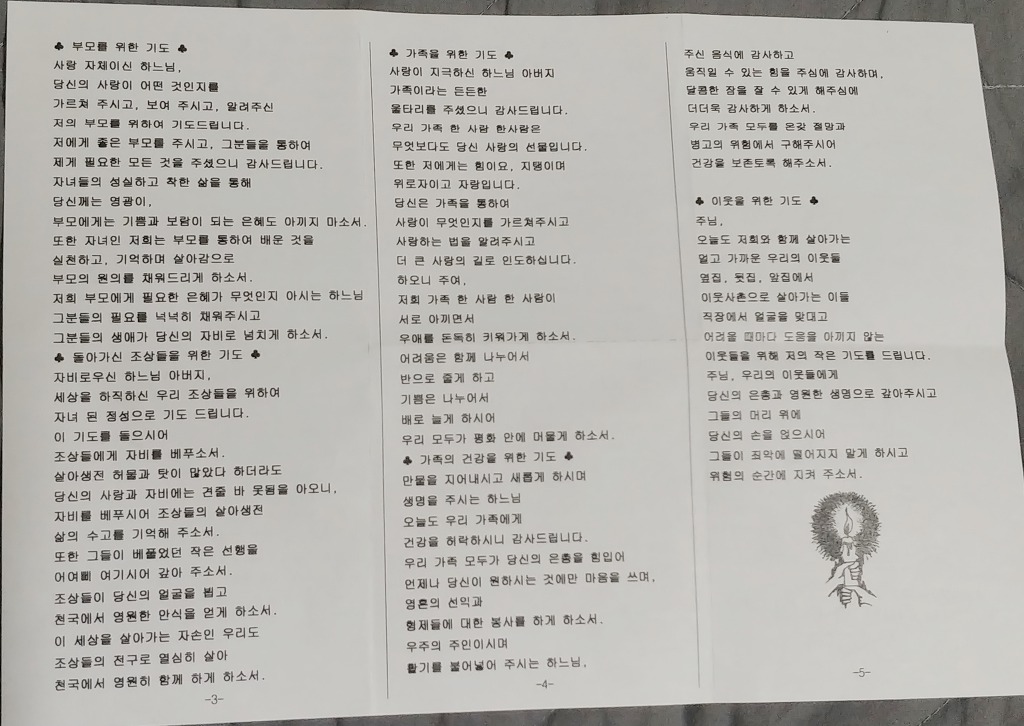 ♣ 부모를 위한 기도 ♣
사랑 자체이신 하느님,
당신의 사랑이 어떤 것인지를
가르쳐 주시고, 보여 주시고, 알려주신
저의 부모를 위하여 기도드립니다.
저에게 좋은 부모를 주시고, 그분들을 통하여
제게 필요한 모든 것을 주셨으니 감사드립니다.
자녀들의 성실하고 착한 삶을 통해
당신께는 영광이,
부모에게는 기쁨과 보람이 되는 은혜도 아끼지 마소서.
또한 자녀인 저희는 부모를 통하여 배운 것을
실천하고, 기억하며 살아감으로
부모의 원의를 채워드리게 하소서.
저희 부모에게 필요한 은혜가 무엇인지 아시는 하느님
그분들의 필요를 넉넉히 채워주시고
그분들의 생애가 당신의 자비로 넘치게 하소서.
♣ 돌아가신 조상들을 위한 기도 ♣
자비로우신 하느님 아버지,
세상을 하직하신 우리 조상들을 위하여
자녀 된 정성으로 기도 드립니다.
이 기도를 들으시어
조상들에게 자비를 베푸소서.
살아생전 허물과 탓이 많았다 하더라도
당신의 사랑과 자비에는 견줄 바 못됨을 아오니,
자비를 베푸시어 조상들의 살아생전
삶의 수고를 기억해 주소서.
또한 그들이 베풀었던 작은 선행을
어여삐 여기시어 갚아 주소서.
조상들이 당신의 얼굴을 뵙고
천국에서 영원한 안식을 얻게 하소서.
이 세상을 살아가는 자손인 우리도
조상들의 전구로 열심히 살아
천국에서 영원히 함께 하게 하소서.
-3-
♣ 가족을 위한 기도 ♣
사랑이 지극하신 하느님 아버지
가족이라는 든든한
울타리를 주셨으니 감사드립니다.
우리 가족 한 사람 한사람은
무엇보다도 당신 사랑의 선물입니다.
또한 저에게는 힘이요, 지탱이며
위로자이고 자랑입니다.
당신은 가족을 통하여
사랑이 무엇인지를 가르쳐주시고
사랑하는 법을 알려주시고
더 큰 사랑의 길로 인도하십니다.
하오니 주여,
저희 가족 한 사람 한 사람이
서로 아끼면서
우애를 돈독히 키워가게 하소서.
어려움은 함께 나누어서
반으로 줄게 하고
기쁨은 나누어서
배로 늘게 하시어
우리 모두가 평화 안에 머물게 하소서.
♣ 가족의 건강을 위한 기도 ♣
만물을 지어내시고 새롭게 하시며
생명을 주시는 하느님
오늘도 우리 가족에게
건강을 허락하시니 감사드립니다.
우리 가족 모두가 당신의 은총을 힘입어
언제나 당신이 원하시는 것에만 마음을 쓰며,
영혼의 선익과
형제들에 대한 봉사를 하게 하소서.
우주의 주인이시며
활기를 불어넣어 주시는 하느님,
-4-
주신 음식에 감사하고
움직일 수 있는 힘을 주심에 감사하며,
달콤한 잠을 잘 수 있게 해주심에
더더욱 감사하게 하소서.
우리 가족 모두를 온갖 절망과
병고의 위험에서 구해주시어
건강을 보존토록 해주소서.
♣ 이웃을 위한 기도 ♣
주님,
오늘도 저희와 함께 살아가는
멀고 가까운 우리의 이웃들
옆집, 뒷집, 앞집에서
이웃사촌으로 살아가는 이들
직장에서 얼굴을 맞대고
어려울 때마다 도움을 아끼지 않는
이웃들을 위해 저의 작은 기도를 드립니다.
주님, 우리의 이웃들에게
당신의 은총과 영원한 생명으로 갚아주시고
그들의 머리 위에
당신의 손을 얹으시어
그들이 죄악에 떨어지지 말게 하시고
위험의 순간에 지켜 주소서.
-5-